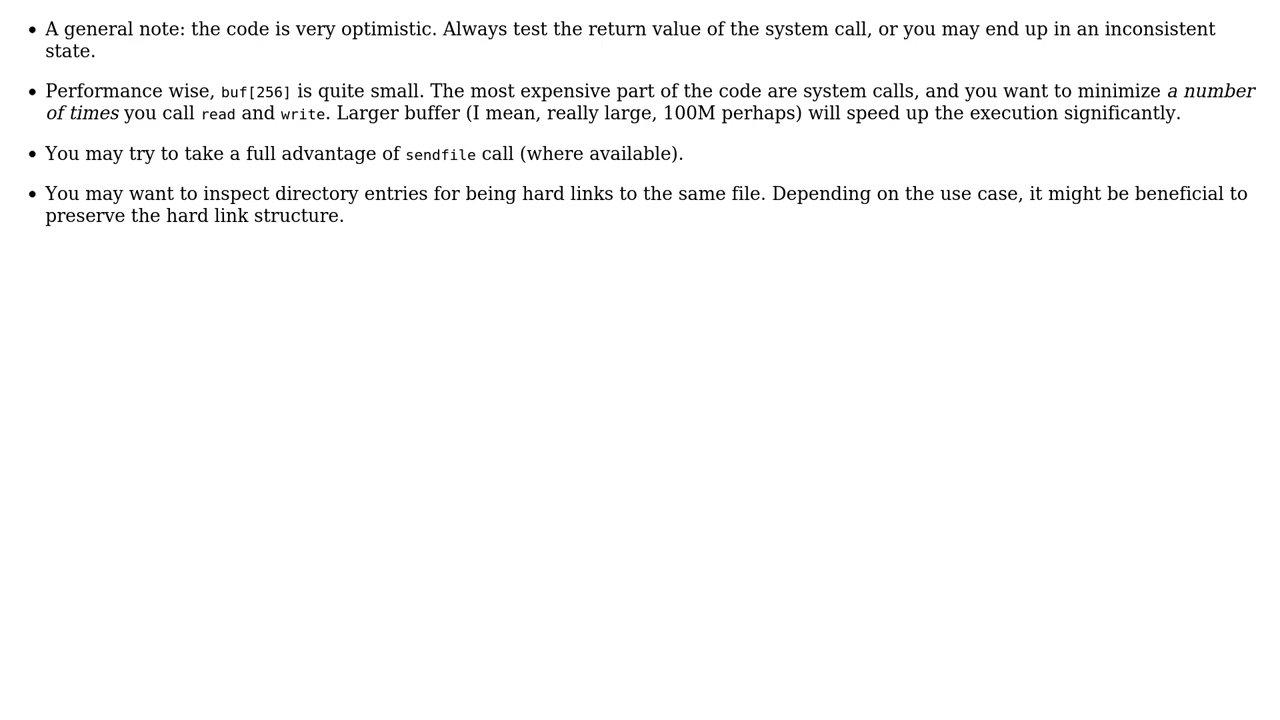 • A general note: the code is very optimistic. Always test the return value of the system call, or you may end up in an inconsistent
state.
• Performance wise, buf[256] is quite small. The most expensive part of the code are system calls, and you want to minimize a number
of times you call read and write. Larger buffer (I mean, really large, 100M perhaps) will speed up the execution significantly.
• You may try to take a full advantage of sendfile call (where available).
• You may want to inspect directory entries for being hard links to the same file. Depending on the use case, it might be beneficial to
preserve the hard link structure.